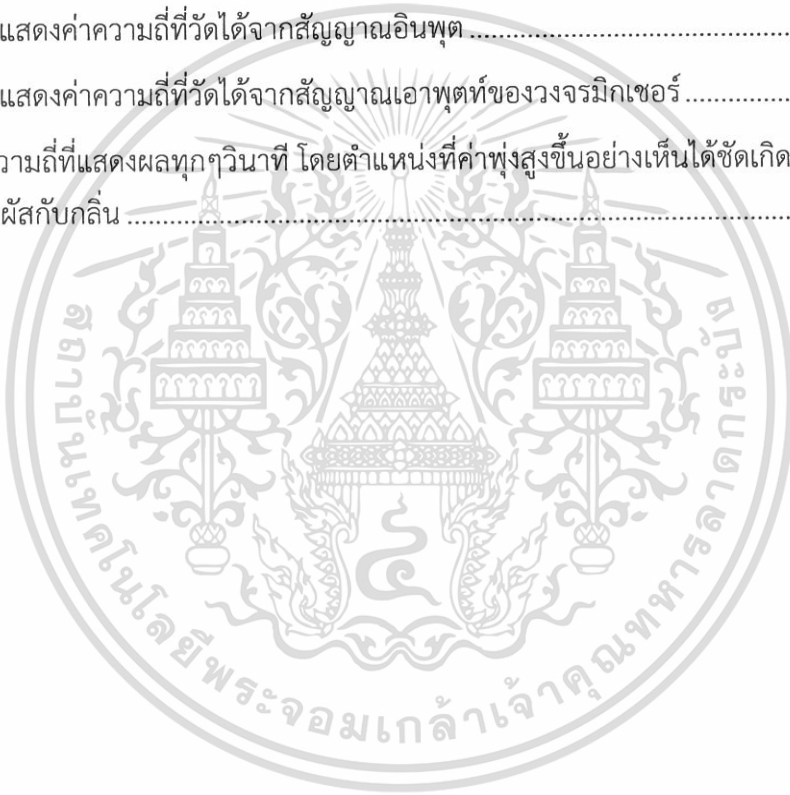 แสดงค่าความถี่ที่วัดได้จากสัญญาณอินพุต
แสดงค่าความถี่ที่วัดได้จากสัญญาณเอาพุตท์ของวงจรมิกเซอร์
วามถี่ที่แสดงผลทุกๆวินาที โดยตำแหน่งที่ค่าพุ่งสูงขึ้นอย่างเห็นได้ชัดเกิด
ผัสกับกลิ่น
สถาบันเทคโนโลยีพระจอมเกล้าเจ้าคุณทหารลาดกระบัง